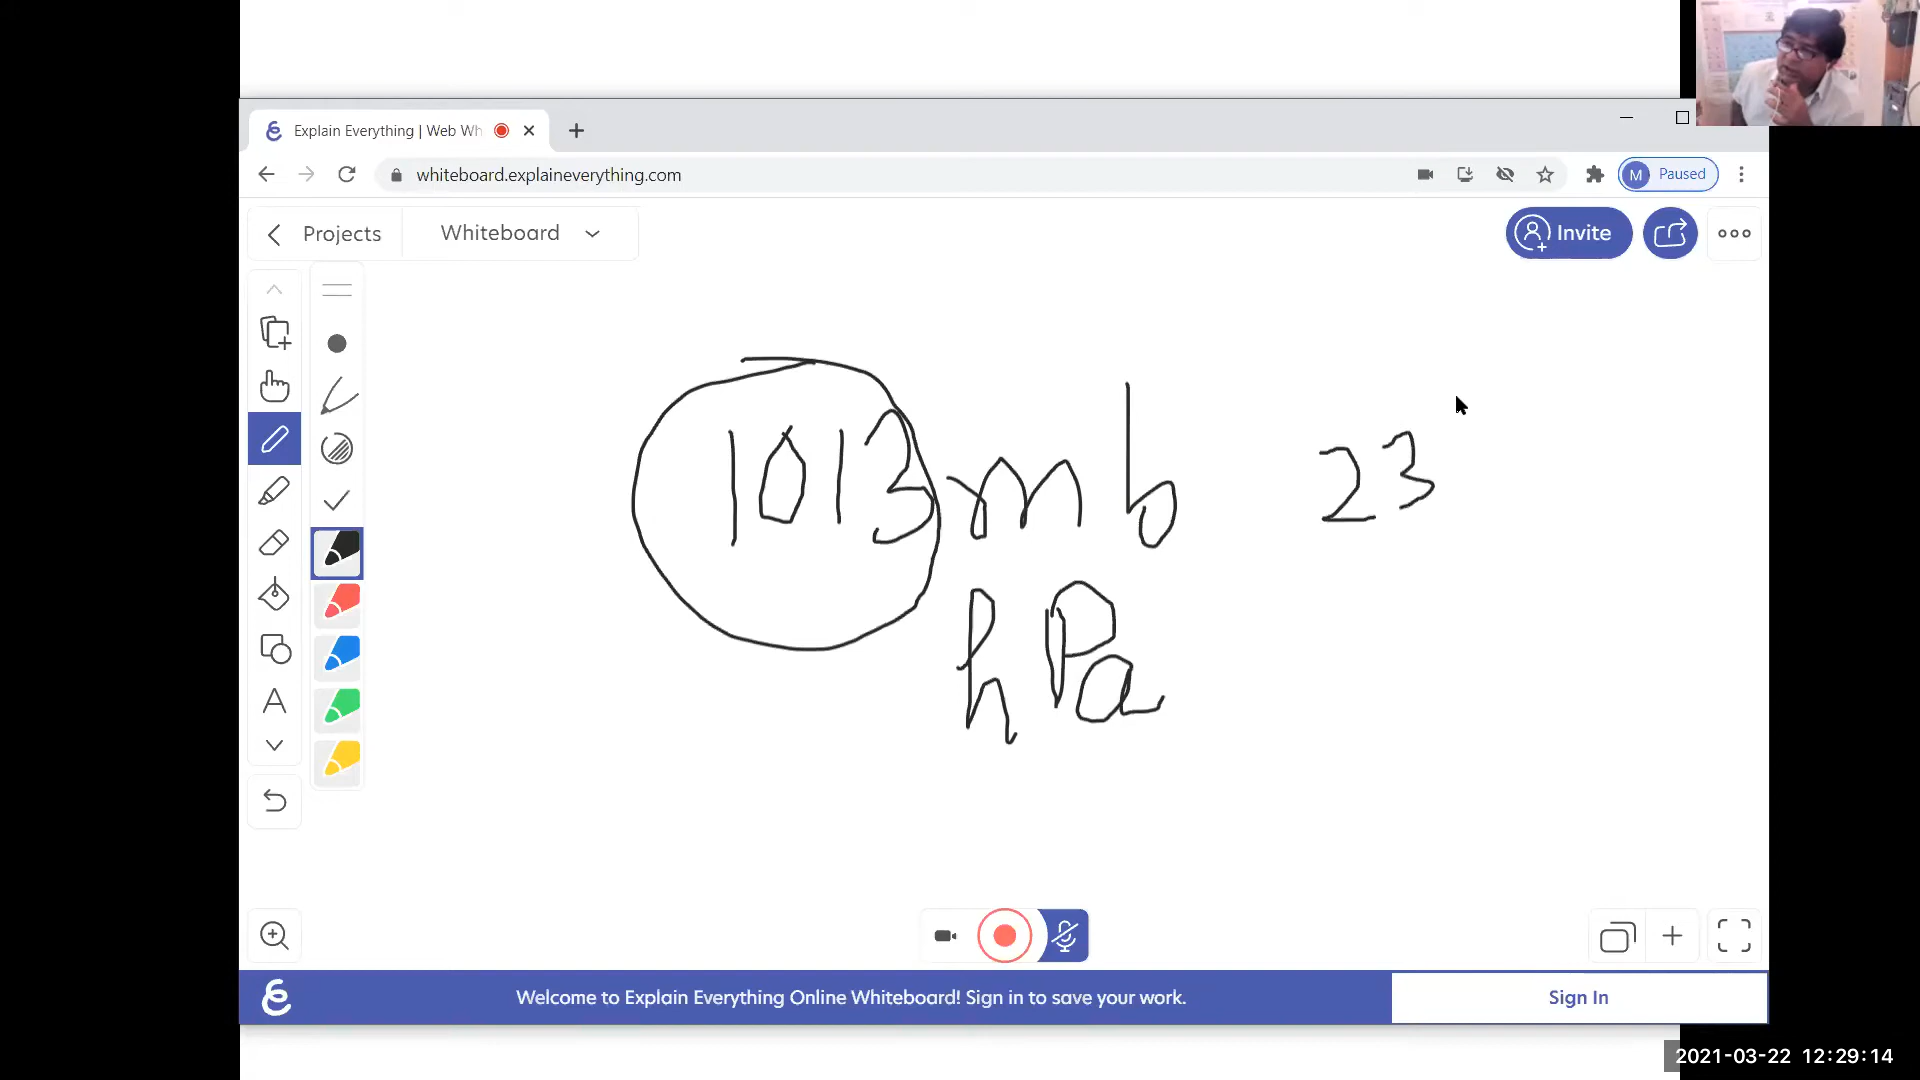 Explain Everything | Web Wh
whiteboard.explaineverything.com
M Paused
Projects
Whiteboard
Invite
1013 mb 23
hPa
A
Welcome to Explain Everything Online Whiteboard! Sign in to save your work.
Sign In
2021-03-22 12:29:14